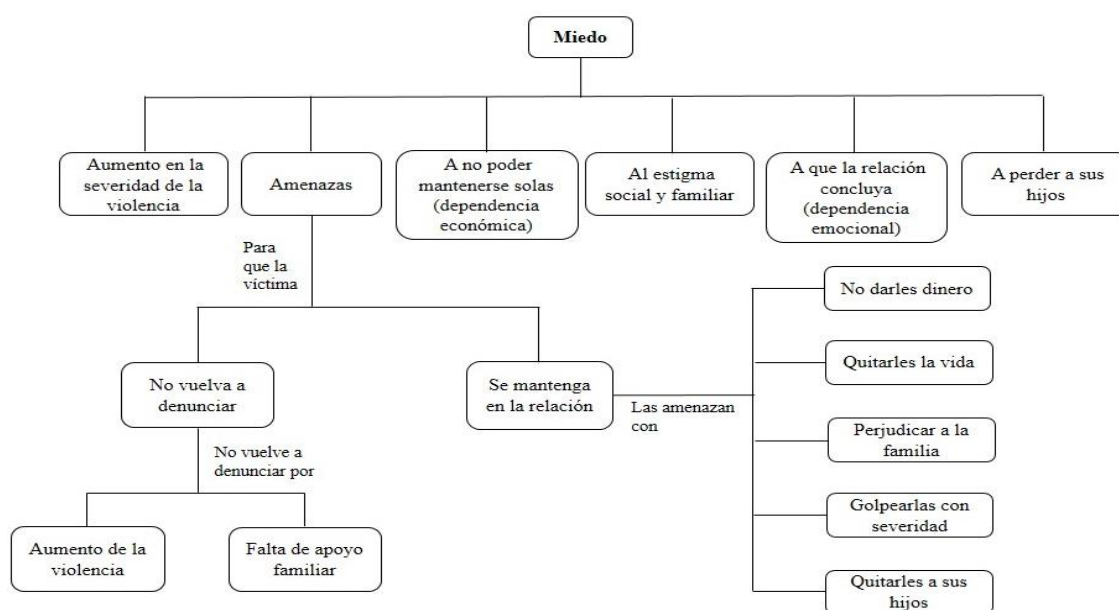 Miedo
Aumento en la
severidad de la
violencia
Amenazas
A no poder
mantenerse solas
(dependencia
económica)
Al estigma
social y familiar
A que la relación
concluya
(dependencia
emocional)
A perder a sus
hijos
Para
que la
víctima
No vuelva a
denunciar
Se mantenga
en la relación
Las amenazan
con
No darles dinero
Quitarles la vida
Perjudicar a la
familia
Golpearlas con
severidad
Quitarles a sus
hijos
No vuelve a
denunciar por
Aumento de la
violencia
Falta de apoyo
familiar